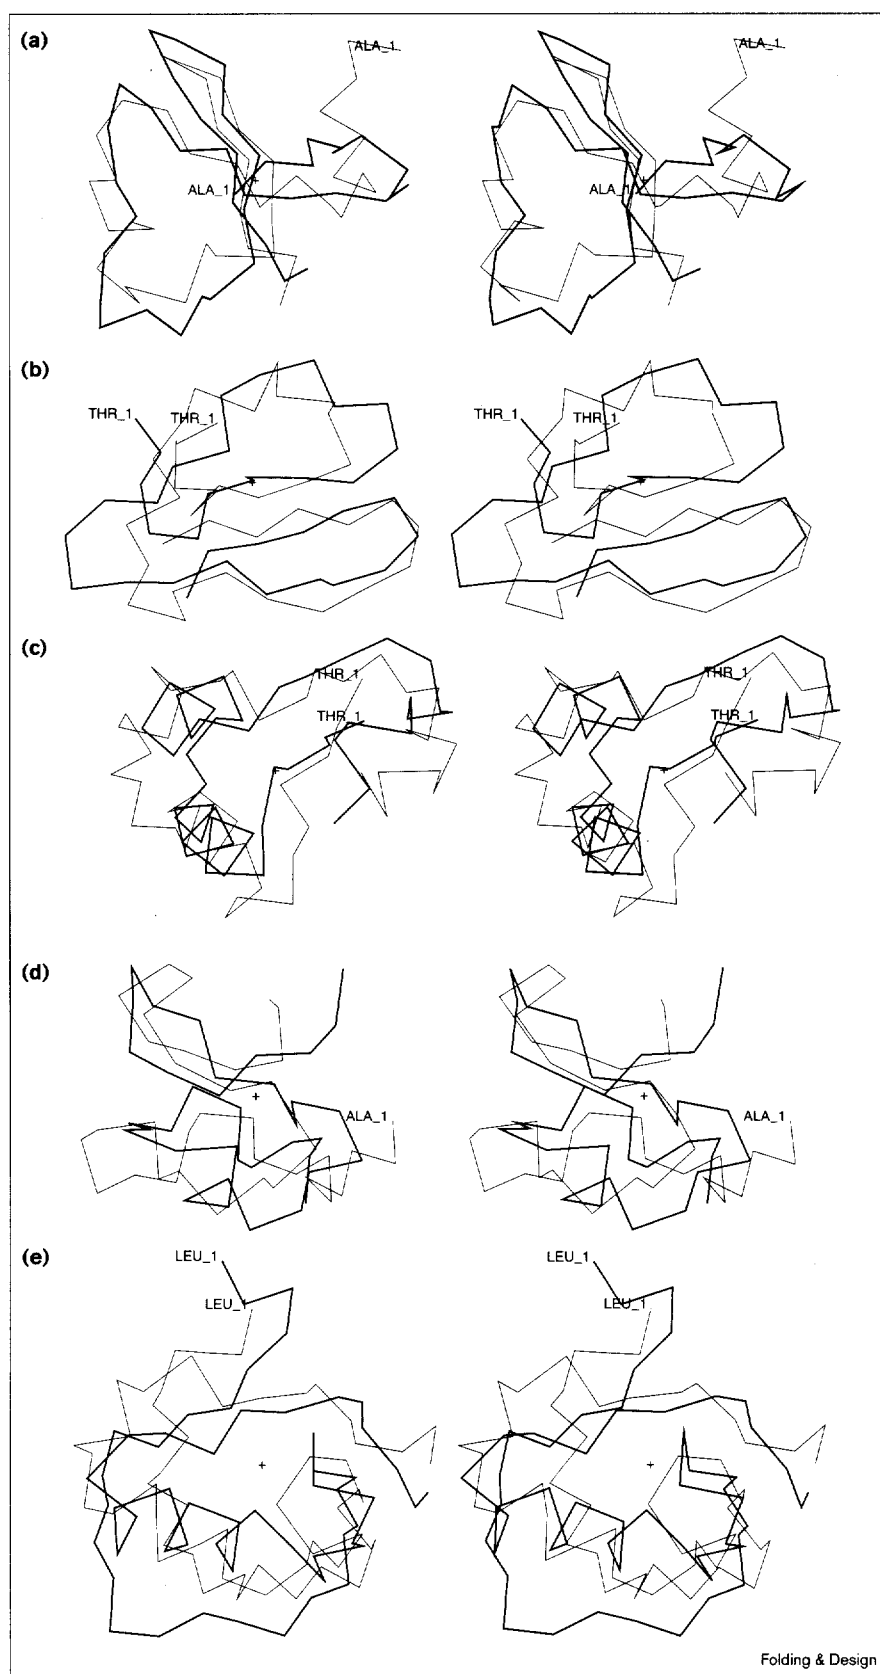 (a)
ALA_1
ALA_1
ALA_1
ALA_1
(b)
THR_1
THR_1
THR_1
THR_1
(c)
THR_1
THR_1
THR_1
THR_1
(d)
ALA_1
ALA_1
(e)
LEU_1
LEU_1
LEU_1
LEU_1
Folding & Design